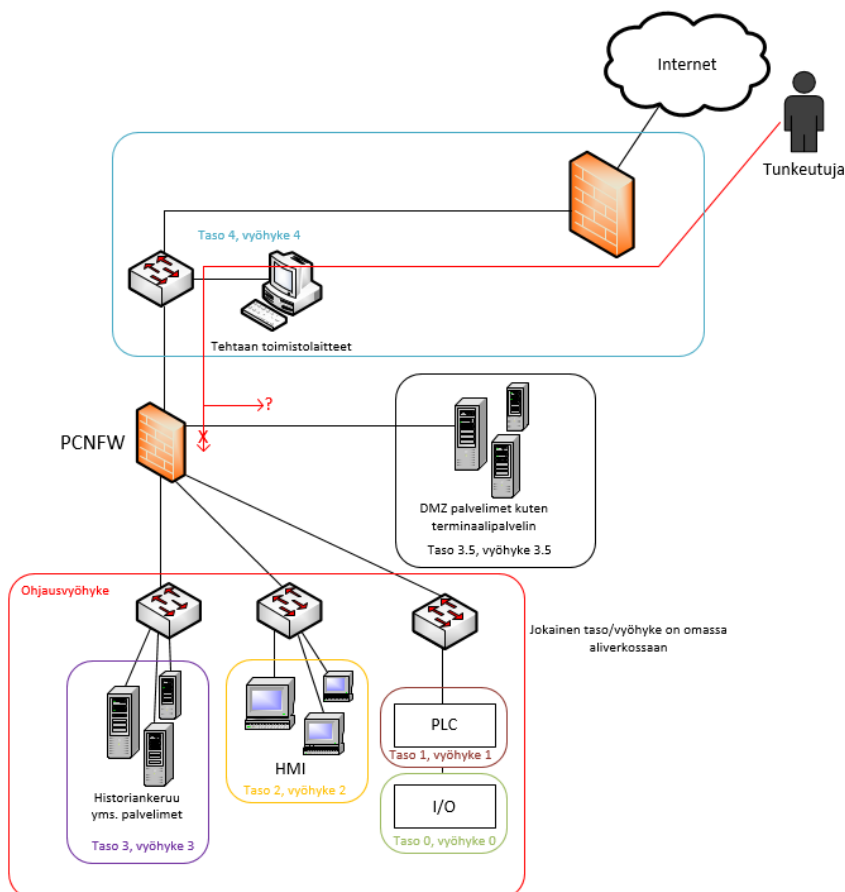 Internet
Tunkeutuja
Taso 4, vyöhyke 4
Tehtaan toimistolaitteet
?
X
PCNFW
DMZ palvelimet kuten
terminaalipalvelin
Taso 3.5, vyöhyke 3.5
Ohjausvyöhyke
Jokainen taso/vyöhyke on omassa
aliverkossaan
Historiankeruu
yms. palvelimet
Taso 3, vyöhyke 3
HMI
Taso 2, vyöhyke 2
PLC
Taso 1, vyöhyke 1
I/O
Taso 0, vyöhyke 0